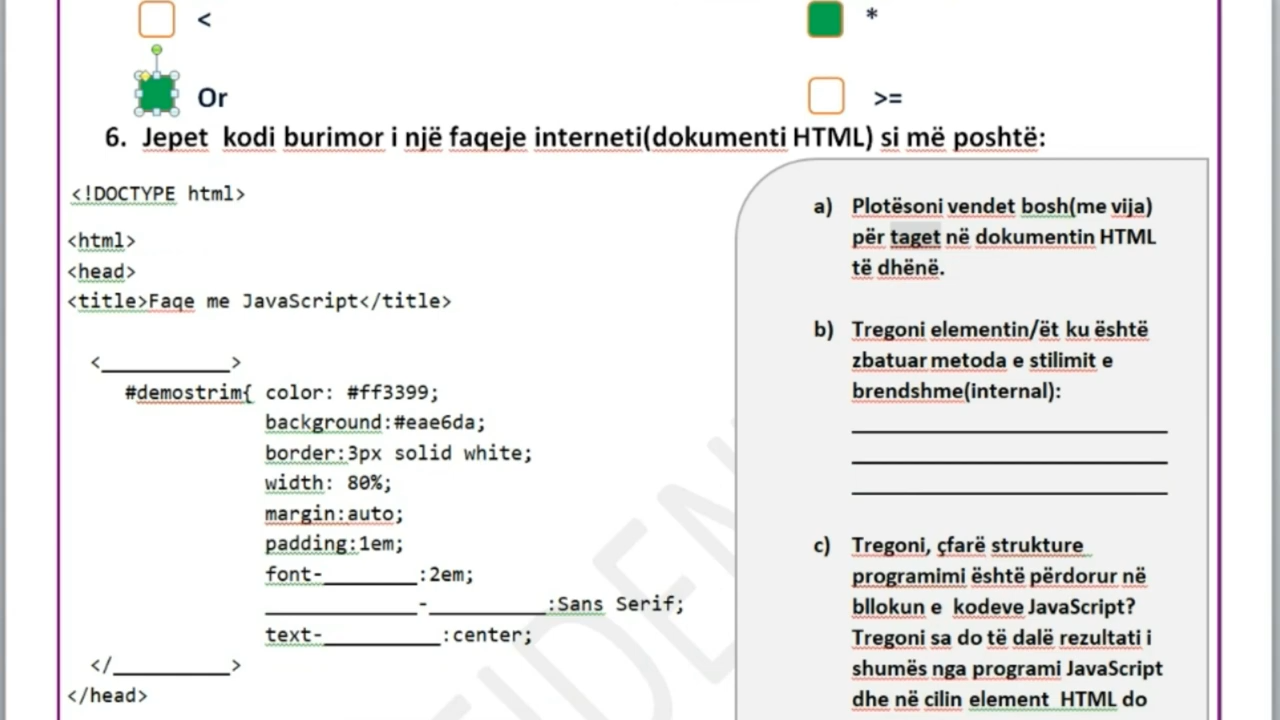 <
*
Or
>=
6. Jepet kodi burimor i një faqeje interneti(dokumenti HTML) si më poshtë:
<!DOCTYPE html>
<html>
<head>
<title>Faqe me JavaScript</title>
<__________>
#demostrim{ color: #ff3399;
background:#eae6da;
border:3px solid white;
width: 80%;
margin:auto;
padding:1em;
font-________:2em;
_____________-__________:Sans Serif;
text-__________:center;
</__________>
</head>
a) Plotësoni vendet bosh(me vija)
për taget në dokumentin HTML
të dhënë.
b) Tregoni elementin/ët ku është
zbatuar metoda e stilimit e
brendshme(internal):
c) Tregoni, çfarë strukture
programimi është përdorur në
bllokun e kodeve JavaScript?
Tregoni sa do të dalë rezultati i
shumës nga programi JavaScript
dhe në cilin element HTML do